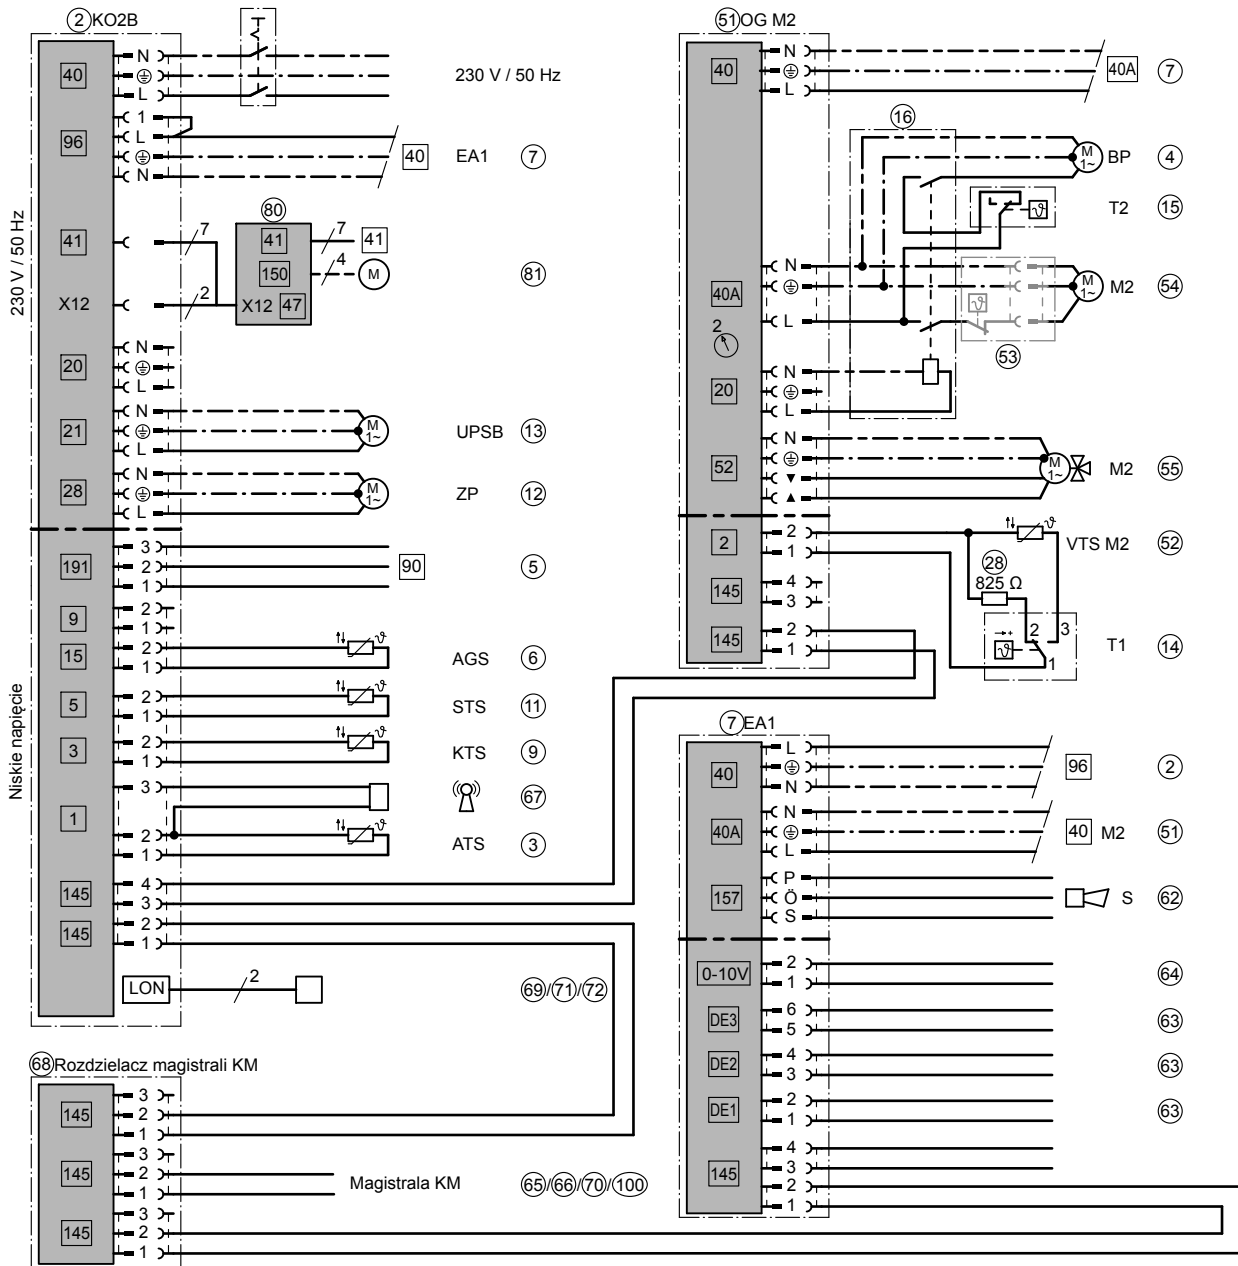 2 KO2B
230 V / 50 Hz
Niskie napięcie
40
N
L
230 V / 50 Hz
96
1
L
N
40 EA1 7
80
41
7
41
7
41
150
4
M
81
X12
2
X12 47
20
N
L
21
N
L
M
1~
UPSB 13
28
N
L
M
1~
ZP 12
191
3
2
1
90 5
9
2
1
15
2
1
AGS 6
5
2
1
STS 11
3
2
1
KTS 9
1
3
67
2
1
ATS 3
145
4
3
145
2
1
LON
2
69/71/72
68 Rozdzielacz magistrali KM
145
3
2
1
145
3
2
1
Magistrala KM 65/66/70/100
145
3
2
1
51 OG M2
40
N
L
40A 7
16
M
1~
BP 4
ϑ
T2 15
40A
N
L
M
1~
M2 54
ϑ
53
2
20
N
L
52
N
▼
▲
M
1~
M2 55
2
2
1
ϑ
VTS M2 52
28
825 Ω
145
4
3
145
2
1
2 3
1
ϑ
T1 14
7 EA1
40
L
N
96 2
40A
N
L
40 M2 51
157
P
Ö
S
S 62
0-10V
2
1
64
DE3
6
5
63
DE2
4
3
63
DE1
2
1
63
145
4
3
2
1